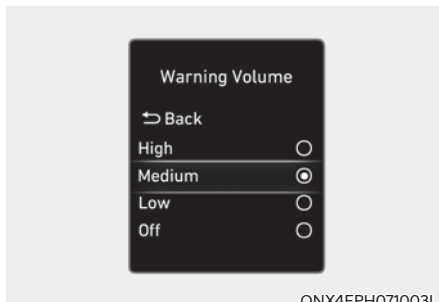 Warning Volume
⮌ Back
High
Medium
Low
Off
ONX4EPH071003L